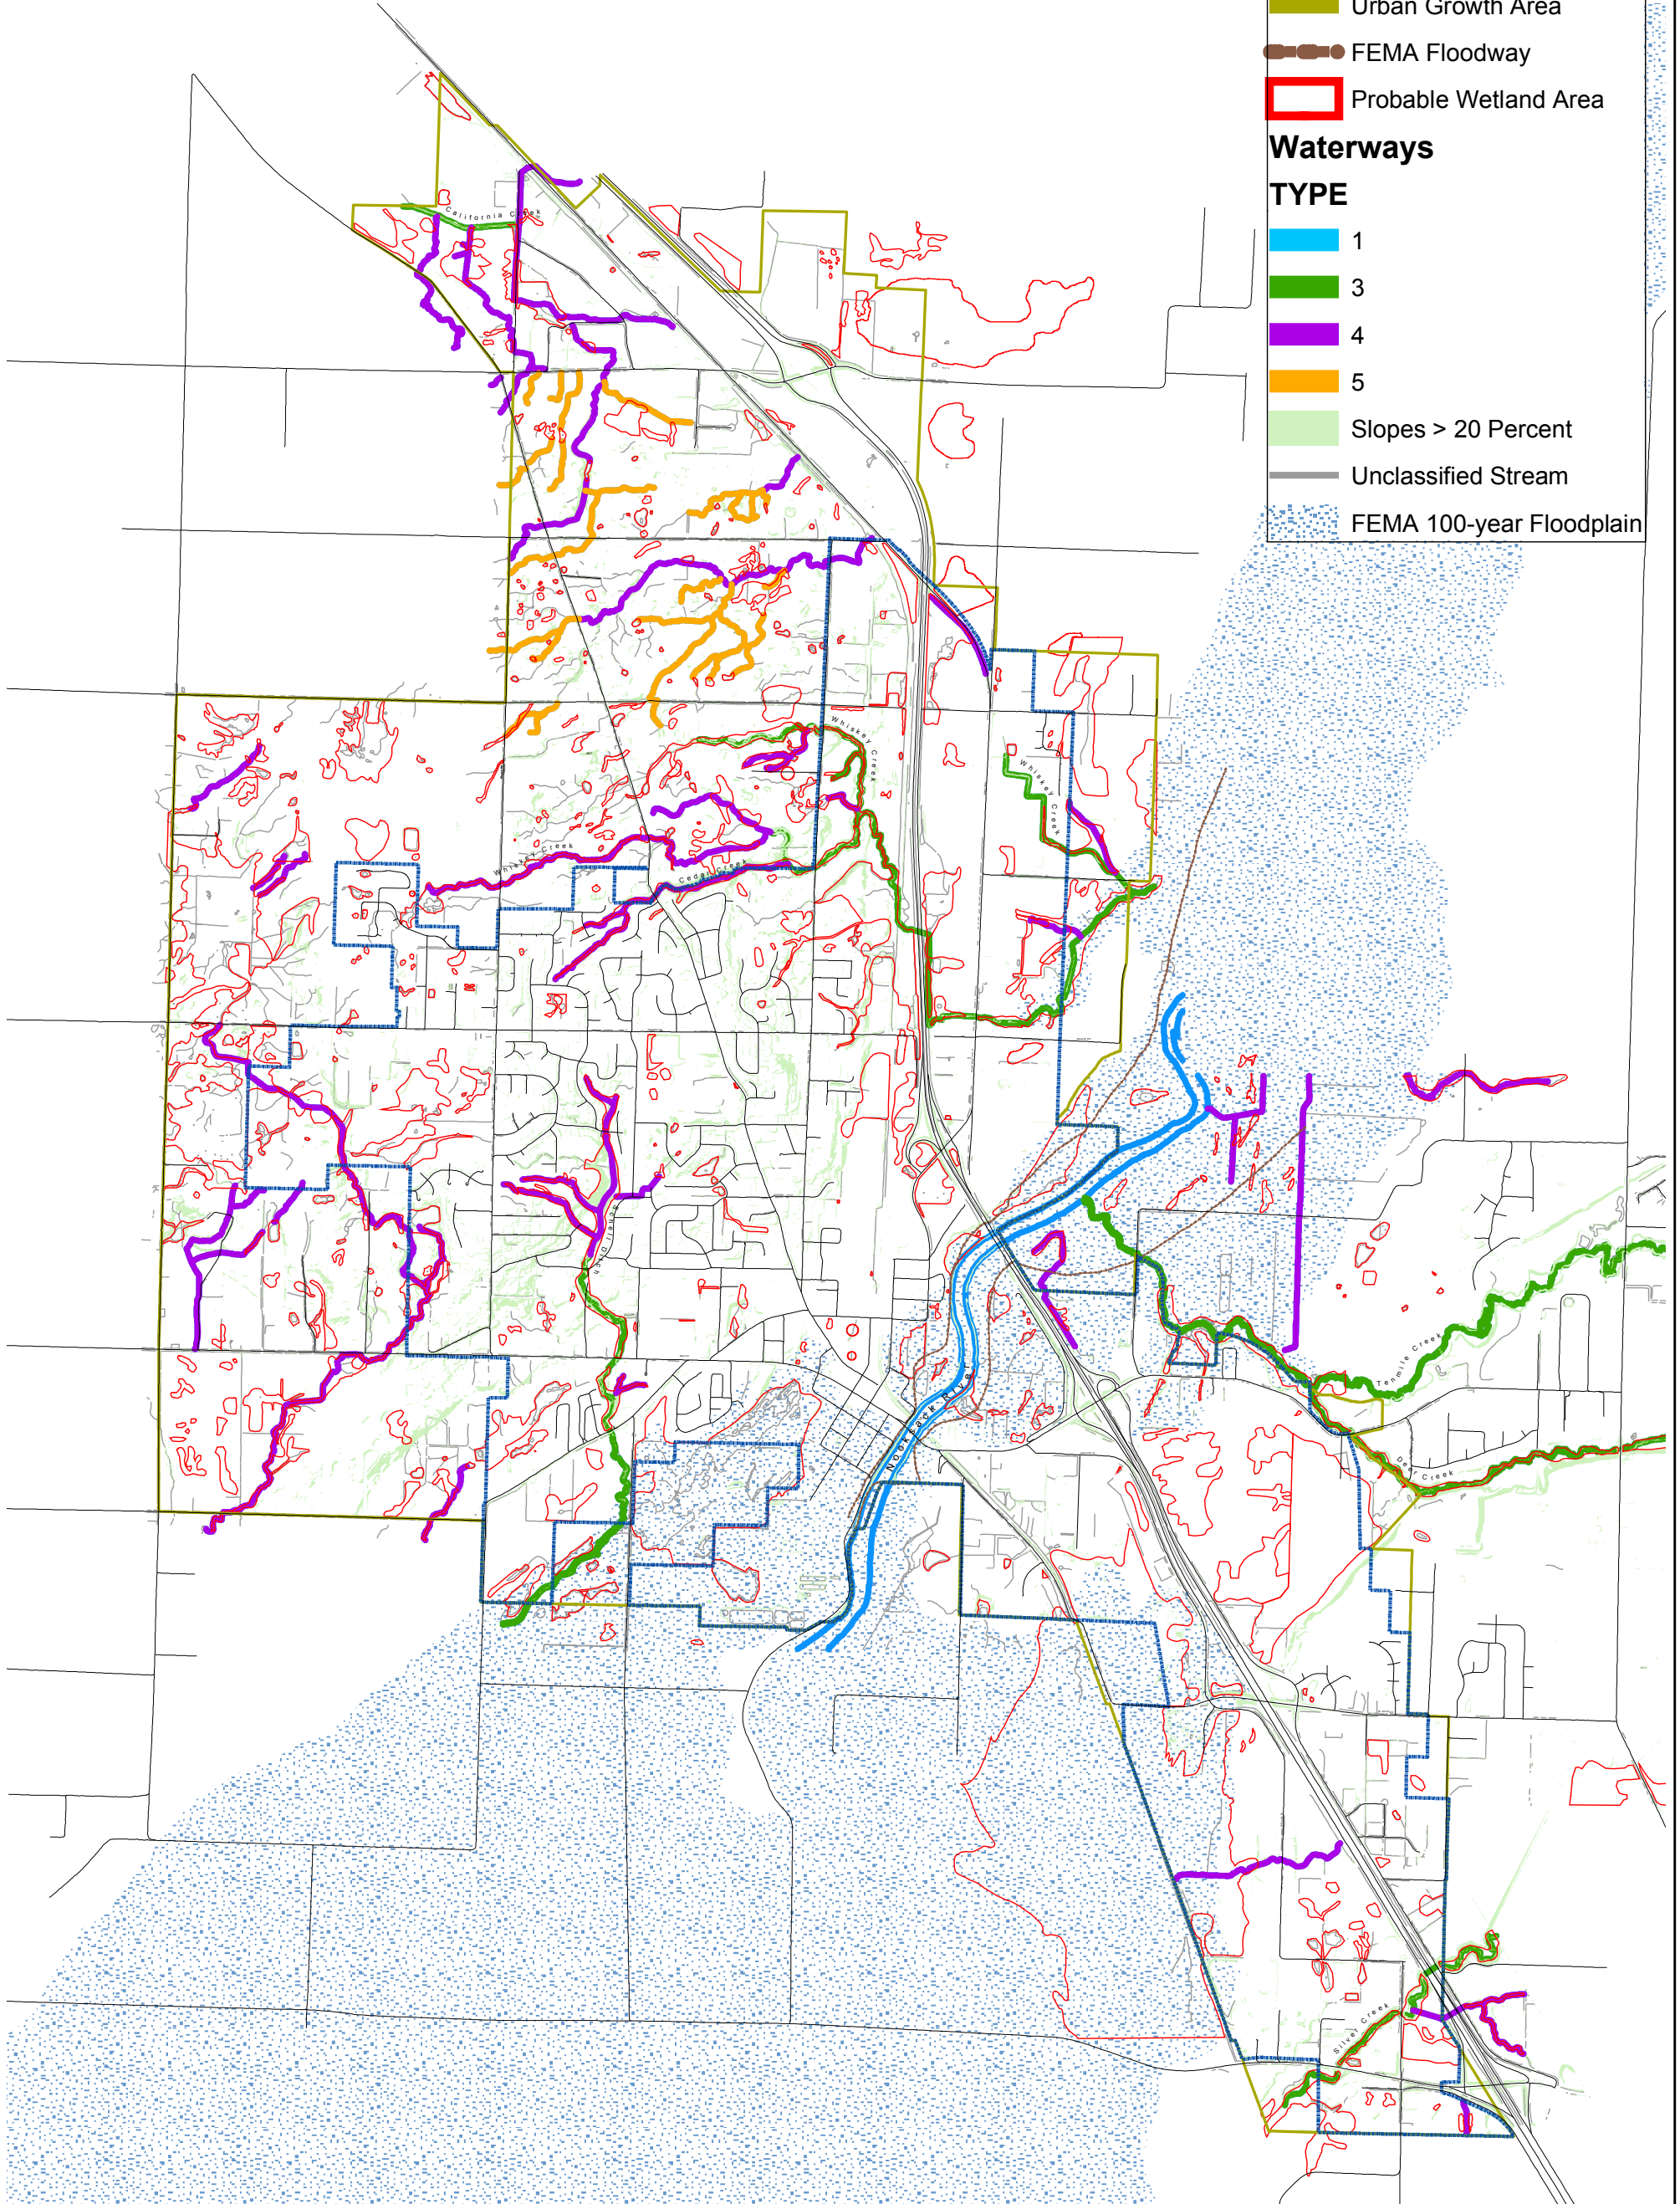 Urban Growth Area
FEMA Floodway
Probable Wetland Area
Waterways
TYPE
1
3
4
5
Slopes > 20 Percent
Unclassified Stream
FEMA 100-year Floodplain
California Creek
Whiskey Creek
Whiskey Creek
Whiskey Creek
Cedar Creek
Schell Ditch
Nooksack River
Tenmile Creek
Deer Creek
Silver Creek